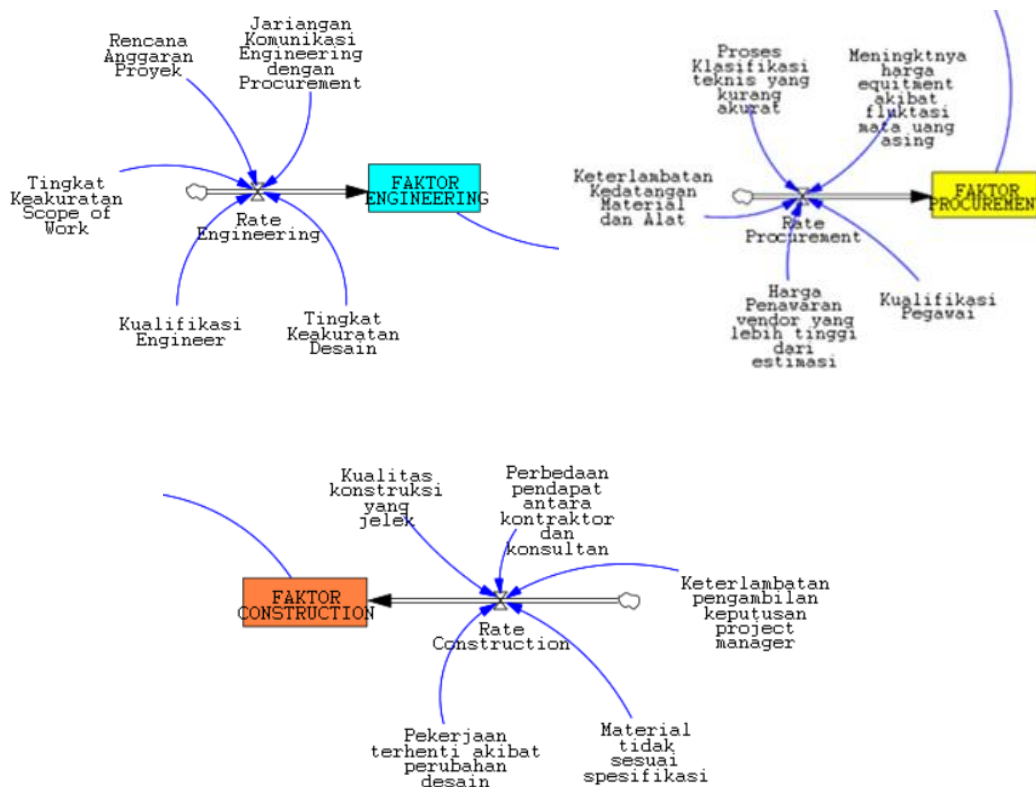 Rencana
Anggaran
Proyek
Jariangan
Komunikasi
Engineering
dengan
Procurement
Tingkat
Keakuratan
Scope of
Work
Rate
Engineering
FAKTOR
ENGINEERING
Kualifikasi
Engineer
Tingkat
Keakuratan
Desain
Proses
Klasifikasi
teknis yang
kurang
akurat
Meningktnya
harga
equitment
akibat
fluktasi
mata uang
asing
Keterlambatan
Kedatangan
Material
dan Alat
Rate
Procurement
FAKTOR
PROCUREMENT
Harga
Penawaran
vendor yang
lebih tinggi
dari
estimasi
Kualifikasi
Pegawai
Kualitas
konstruksi
yang
jelek
Perbedaan
pendapat
antara
kontraktor
dan
konsultan
FAKTOR
CONSTRUCTION
Rate
Construction
Keterlambatan
pengambilan
keputusan
project
manager
Pekerjaan
terhenti akibat
perubahan
desain
Material
tidak
sesuai
spesifikasi